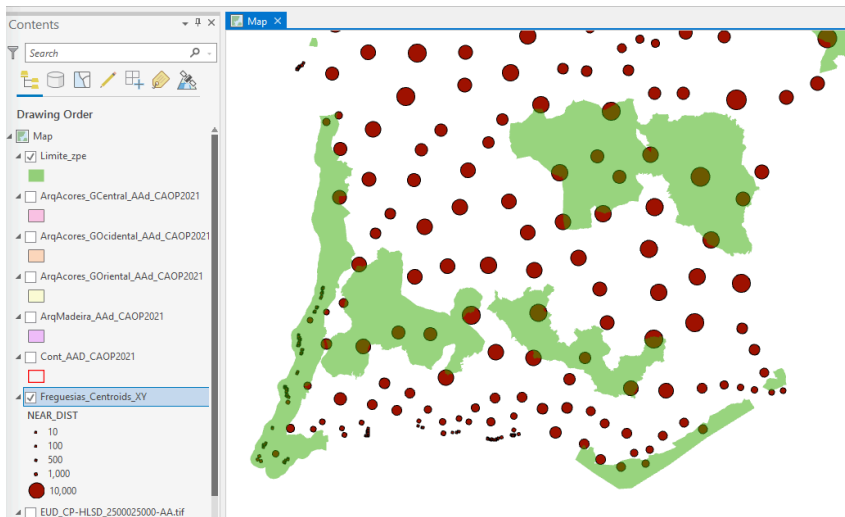 Contents
Map
Search
Drawing Order
Map
Limite_zpe
ArqAcores_GCentral_AAd_CAOP2021
ArqAcores_GOcidental_AAd_CAOP2021
ArqAcores_GOriental_AAd_CAOP2021
ArqMadeira_AAd_CAOP2021
Cont_AAD_CAOP2021
Freguesias_Centroids_XY
NEAR_DIST
10
100
500
1,000
10,000
EUD_CP-HLSD_2500025000-AA.tif